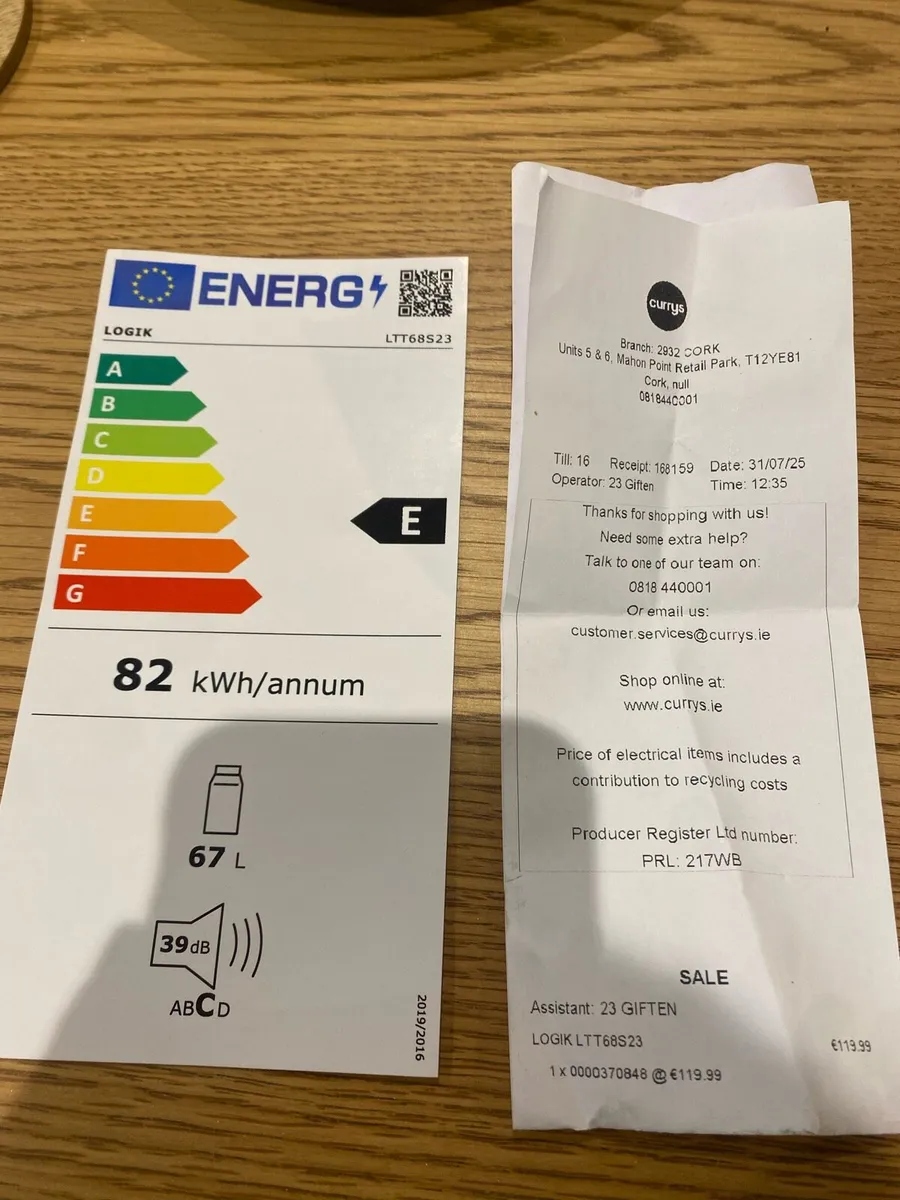 ENERG
LOGIK
LTT68S23
A
B
C
D
E
F
G
E
82 kWh/annum
67 L
39dB
ABCD
2019/2016
currys
Branch: 2932 CORK
Units 5 & 6, Mahon Point Retail Park, T12YE81
Cork, null
0818440001
Till: 16 Receipt: 168159 Date: 31/07/25
Operator: 23 Giften Time: 12:35
Thanks for shopping with us!
Need some extra help?
Talk to one of our team on:
0818 440001
Or email us:
customer.services@currys.ie
Shop online at:
www.currys.ie
Price of electrical items includes a
contribution to recycling costs
Producer Register Ltd number:
PRL: 217WB
SALE
Assistant: 23 GIFTEN
LOGIK LTT68S23 €119.99
1 x 0000370848 @ €119.99